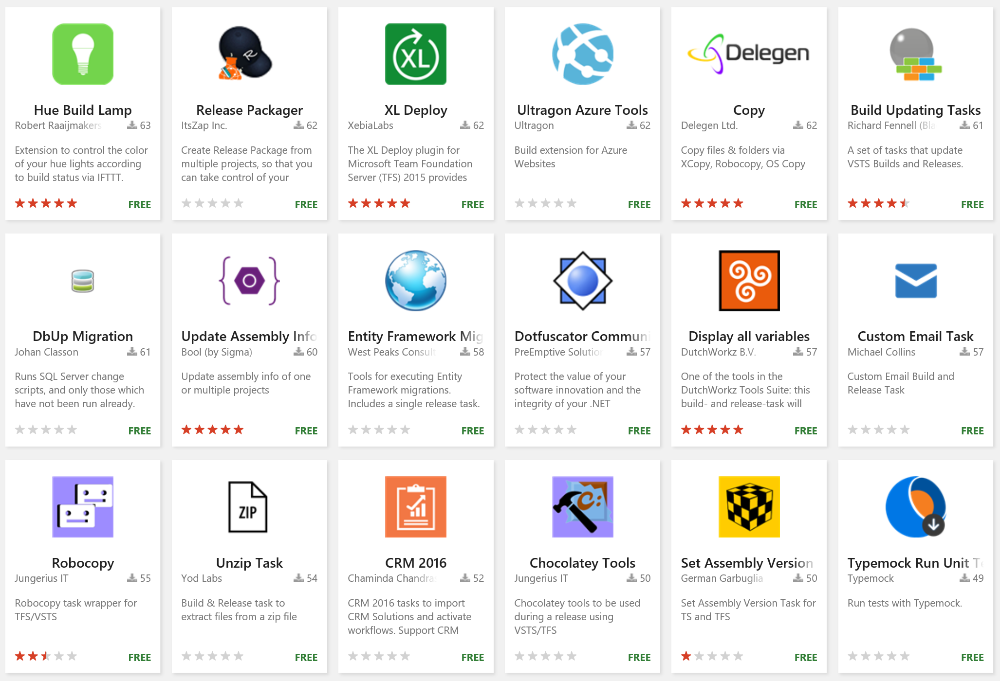 XL
Delegen
Hue Build Lamp
Robert Raaijmakers 63
Extension to control the color
of your hue lights according
to build status via IFTTT.
FREE
Release Packager
ItsZap Inc. 62
Create Release Package from
multiple projects, so that you
can take control of your
FREE
XL Deploy
XebiaLabs 62
The XL Deploy plugin for
Microsoft Team Foundation
Server (TFS) 2015 provides
FREE
Ultragon Azure Tools
Ultragon 62
Build extension for Azure
Websites
FREE
Copy
Delegen Ltd. 62
Copy files & folders via
XCopy, Robocopy, OS Copy
FREE
Build Updating Tasks
Richard Fennell (Bla 61
A set of tasks that update
VSTS Builds and Releases.
FREE
DbUp Migration
Johan Classon 61
Runs SQL Server change
scripts, and only those which
have not been run already.
FREE
Update Assembly Info
Bool (by Sigma) 60
Update assembly info of one
or multiple projects
FREE
Entity Framework Mig
West Peaks Consult 58
Tools for executing Entity
Framework migrations.
Includes a single release task.
FREE
Dotfuscator Communi
PreEmptive Solution 57
Protect the value of your
software innovation and the
integrity of your .NET
FREE
Display all variables
DutchWorkz B.V. 57
One of the tools in the
DutchWorkz Tools Suite: this
build- and release-task will
FREE
Custom Email Task
Michael Collins 57
Custom Email Build and
Release Task
FREE
Robocopy
Jungerius IT 55
Robocopy task wrapper for
TFS/VSTS
FREE
ZIP
Unzip Task
Yod Labs 54
Build & Release task to
extract files from a zip file
FREE
CRM 2016
Chaminda Chandras 52
CRM 2016 tasks to import
CRM Solutions and activate
workflows. Support CRM
FREE
C:
Chocolatey Tools
Jungerius IT 50
Chocolatey tools to be used
during a release using
VSTS/TFS
FREE
Set Assembly Version
German Garbuglia 50
Set Assembly Version Task for
TS and TFS
FREE
Typemock Run Unit Te
Typemock 49
Run tests with Typemock.
FREE